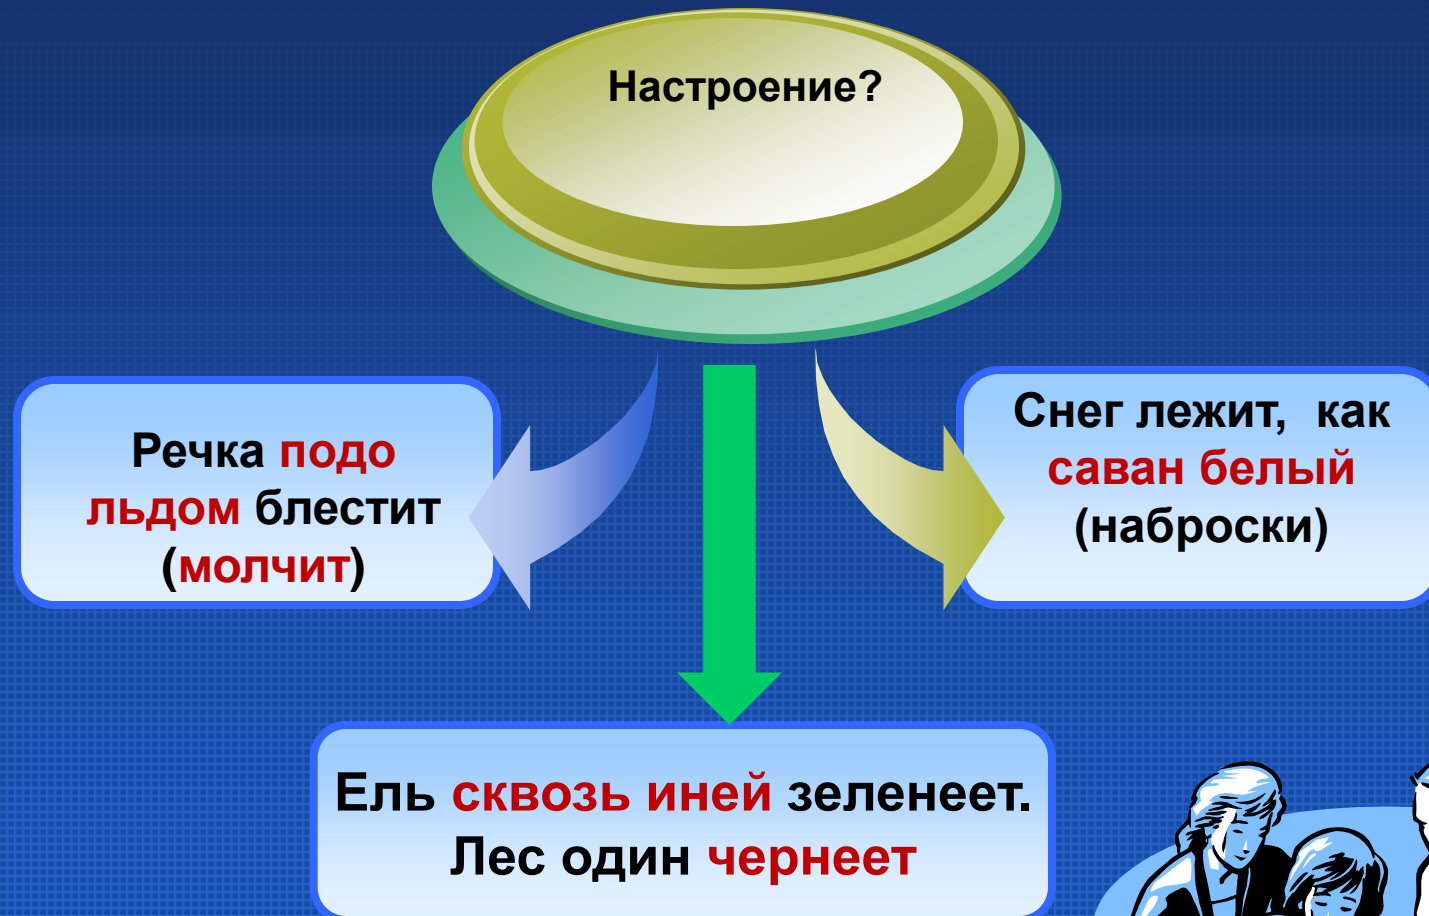 Настроение?
Речка подо
льдом блестит
(молчит)
Снег лежит, как
саван белый
(наброски)
Ель сквозь иней зеленеет.
Лес один чернеет